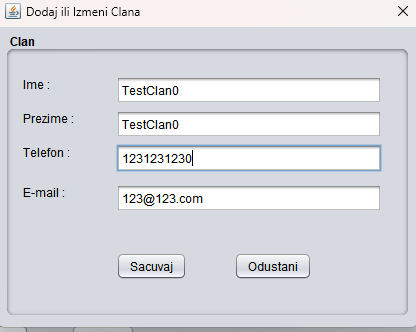 Dodaj ili Izmeni Clana
Clan
Ime : TestClan0
Prezime : TestClan0
Telefon : 1231231230
E-mail : 123@123.com
Sacuvaj Odustani